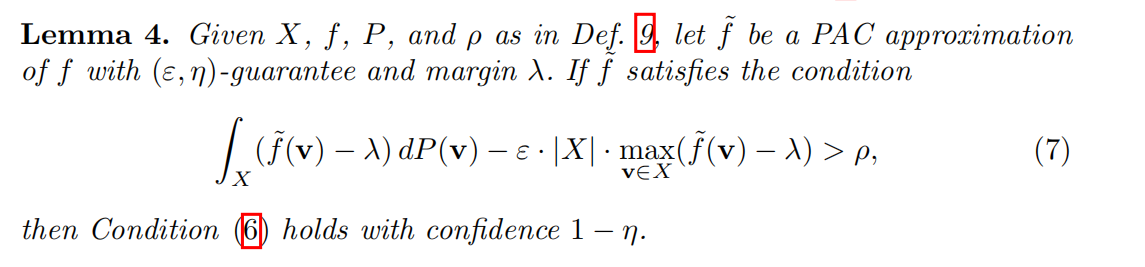 Lemma 4. Given X, f, P, and ρ as in Def. 9, let f̃ be a PAC approximation
of f with (ε, η)-guarantee and margin λ. If f̃ satisfies the condition
∫_X (f̃(v) − λ) dP(v) − ε · |X| · max_{v∈X}(f̃(v) − λ) > ρ, (7)
then Condition (6) holds with confidence 1 − η.